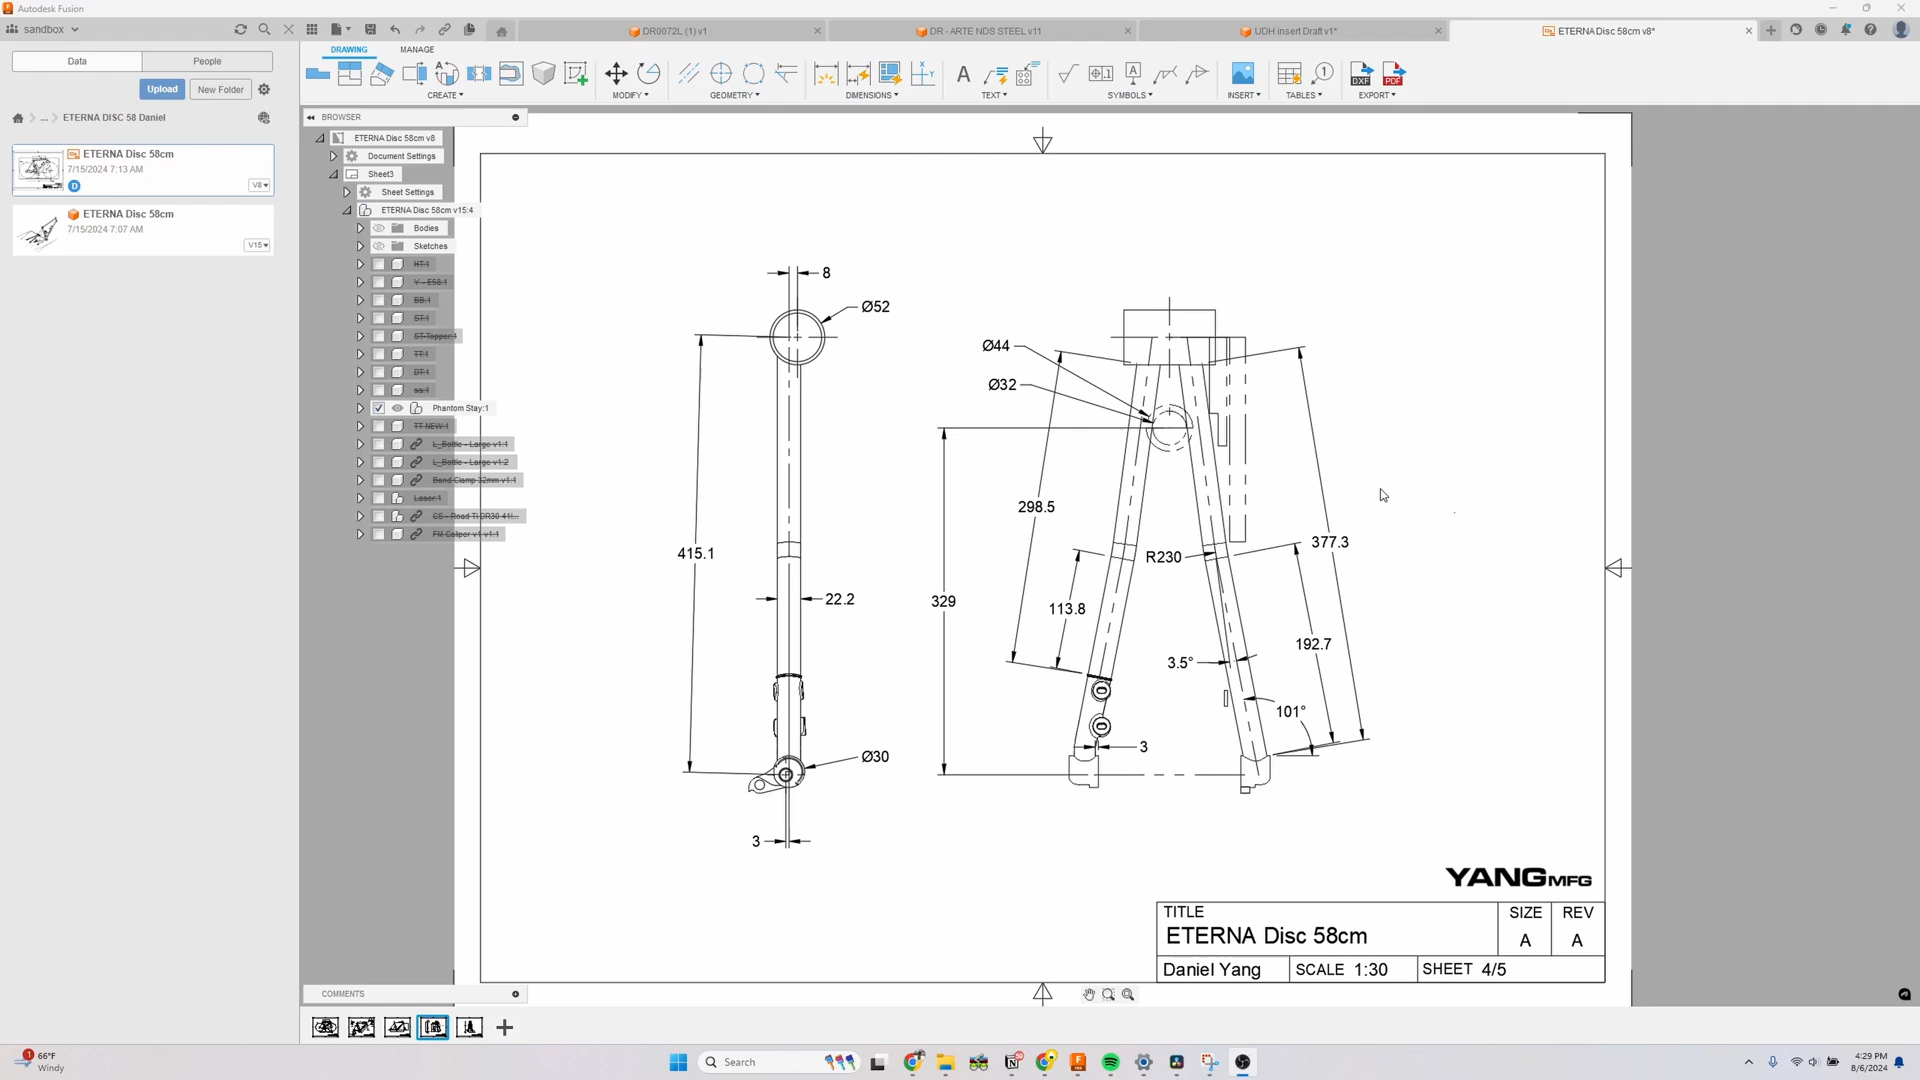 Autodesk Fusion
sandbox
DR0072L (1) v1
DR - ARTE NDS STEEL v11
UDH insert Draft v1*
ETERNA Disc 58cm v8*
Data
People
Upload
New Folder
... ETERNA DISC 58 Daniel
ETERNA Disc 58cm
7/15/2024 7:13 AM
D
V8
ETERNA Disc 58cm
7/15/2024 7:07 AM
V15
DRAWING
MANAGE
CREATE
MODIFY
GEOMETRY
DIMENSIONS
TEXT
SYMBOLS
INSERT
TABLES
EXPORT
DXF
PDF
BROWSER
ETERNA Disc 58cm v8
Document Settings
Sheet3
Sheet Settings
ETERNA Disc 58cm v15:4
Bodies
Sketches
HT:1
Y - E58:1
BB:1
ST:1
ST-Topper:1
TT:1
DT:1
ss:1
Phantom Stay:1
TT NEW:1
L_Bottle - Large v1:1
L_Bottle - Large v1:2
Band Clamp 32mm v1:1
Laser:1
CS - Road Ti DR30 41!...
FM Caliper v1 v1:1
8
Ø52
415.1
22.2
Ø30
3
Ø44
Ø32
298.5
329
113.8
R230
377.3
192.7
3.5°
101°
3
YANG MFG
TITLE
ETERNA Disc 58cm
SIZE
A
REV
A
Daniel Yang
SCALE 1:30
SHEET 4/5
COMMENTS
1
66°F
Windy
Search
4:29 PM
8/6/2024